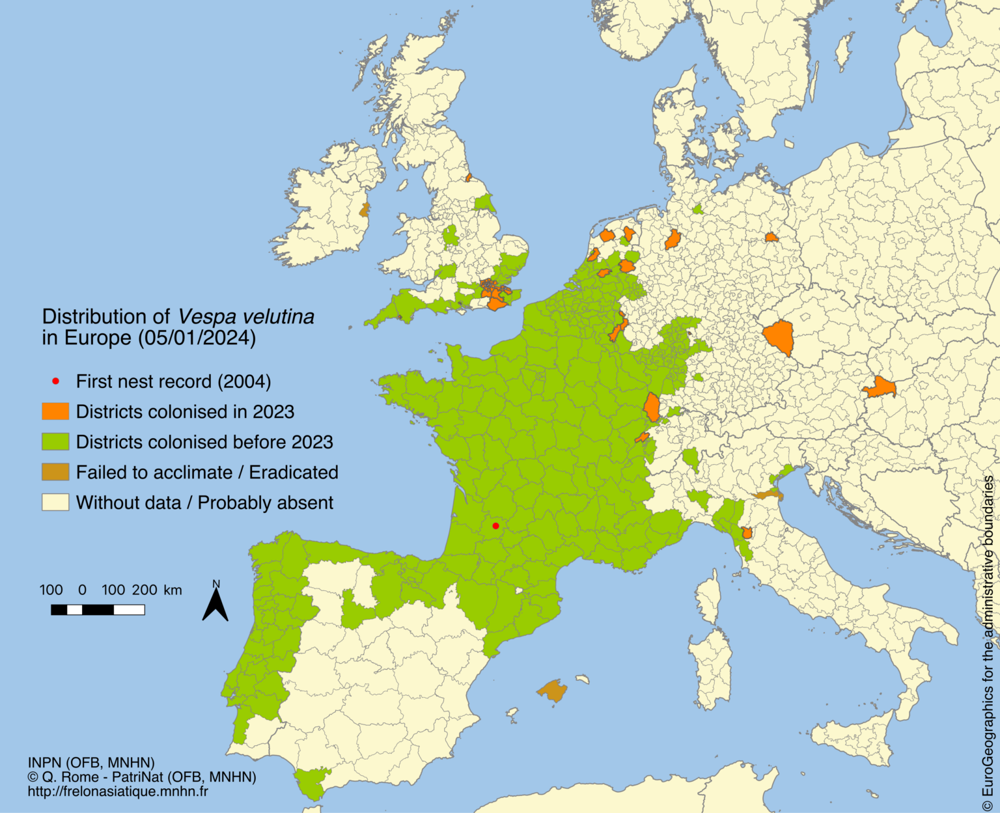 Distribution of Vespa velutina
in Europe (05/01/2024)
First nest record (2004)
Districts colonised in 2023
Districts colonised before 2023
Failed to acclimate / Eradicated
Without data / Probably absent
100 0 100 200 km
N
INPN (OFB, MNHN)
© Q. Rome - PatriNat (OFB, MNHN)
http://frelonasiatique.mnhn.fr
© EuroGeographics for the administrative boundaries